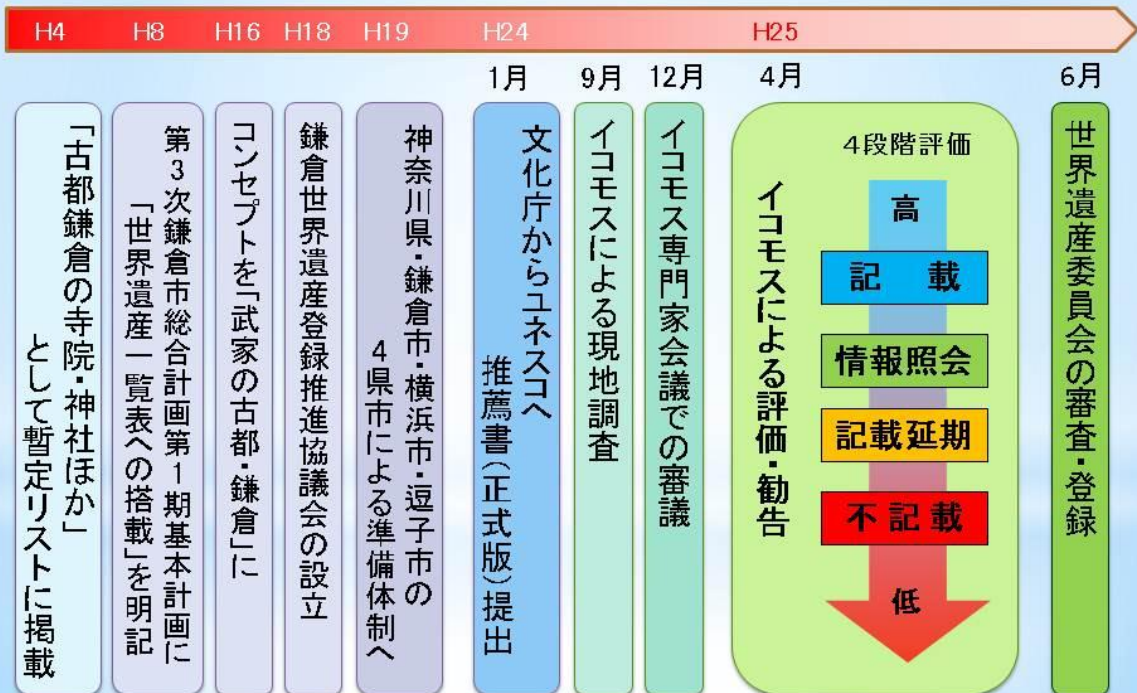 H4
H8
H16
H18
H19
H24
H25
1月
9月
12月
4月
6月
「古都鎌倉の寺院・神社ほか」
として暫定リストに掲載
第3次鎌倉市総合計画第1期基本計画に
「世界遺産一覧表への搭載」を明記
コンセプトを「武家の古都・鎌倉」に
鎌倉世界遺産登録推進協議会の設立
神奈川県・鎌倉市・横浜市・逗子市の
4県市による準備体制へ
文化庁からユネスコへ
推薦書(正式版)提出
イコモスによる現地調査
イコモス専門家会議での審議
イコモスによる評価・勧告
4段階評価
高
記載
情報照会
記載延期
不記載
低
世界遺産委員会の審査・登録